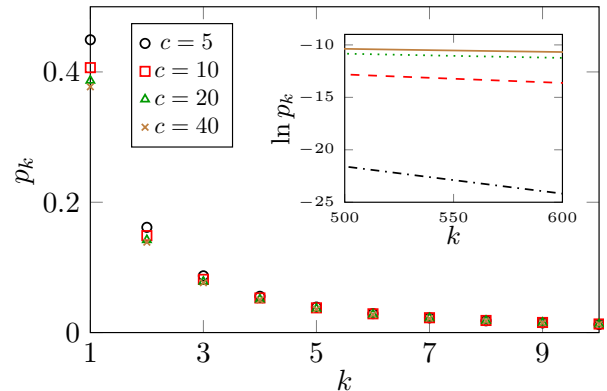 0.4
0.2
0
p_k
1 3 5 7 9
k
c = 5
c = 10
c = 20
c = 40
−10
−15
−20
−25
ln p_k
500 550 600
k